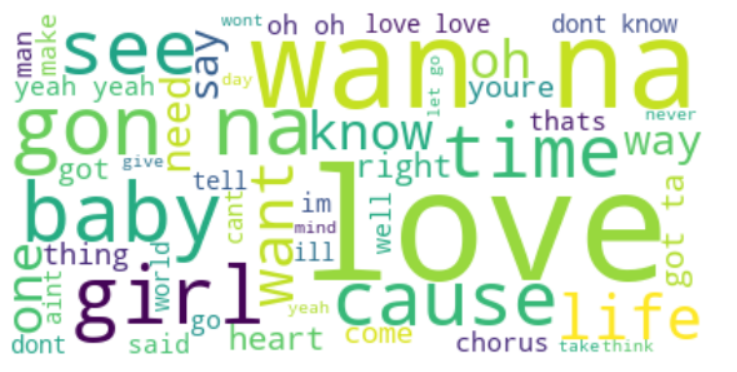 man
make
see
say
wont
oh oh
love love
dont know
yeah yeah
day
wan na
oh
let go
youre
never
gon na
need
know
thats
time
way
got
give
right
baby
tell
want
cant
im
mind
well
love
got ta
one
thing
aint
world
girl
ill
cause
life
go
yeah
dont
said
heart
come
chorus
take
think